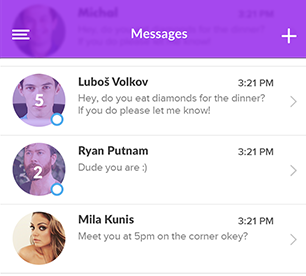 Michal
Messages
Luboš Volkov
3:21 PM
Hey, do you eat diamonds for the dinner?
If you do please let me know!
5
Ryan Putnam
3:21 PM
Dude you are :)
2
Mila Kunis
3:21 PM
Meet you at 5pm on the corner okey?